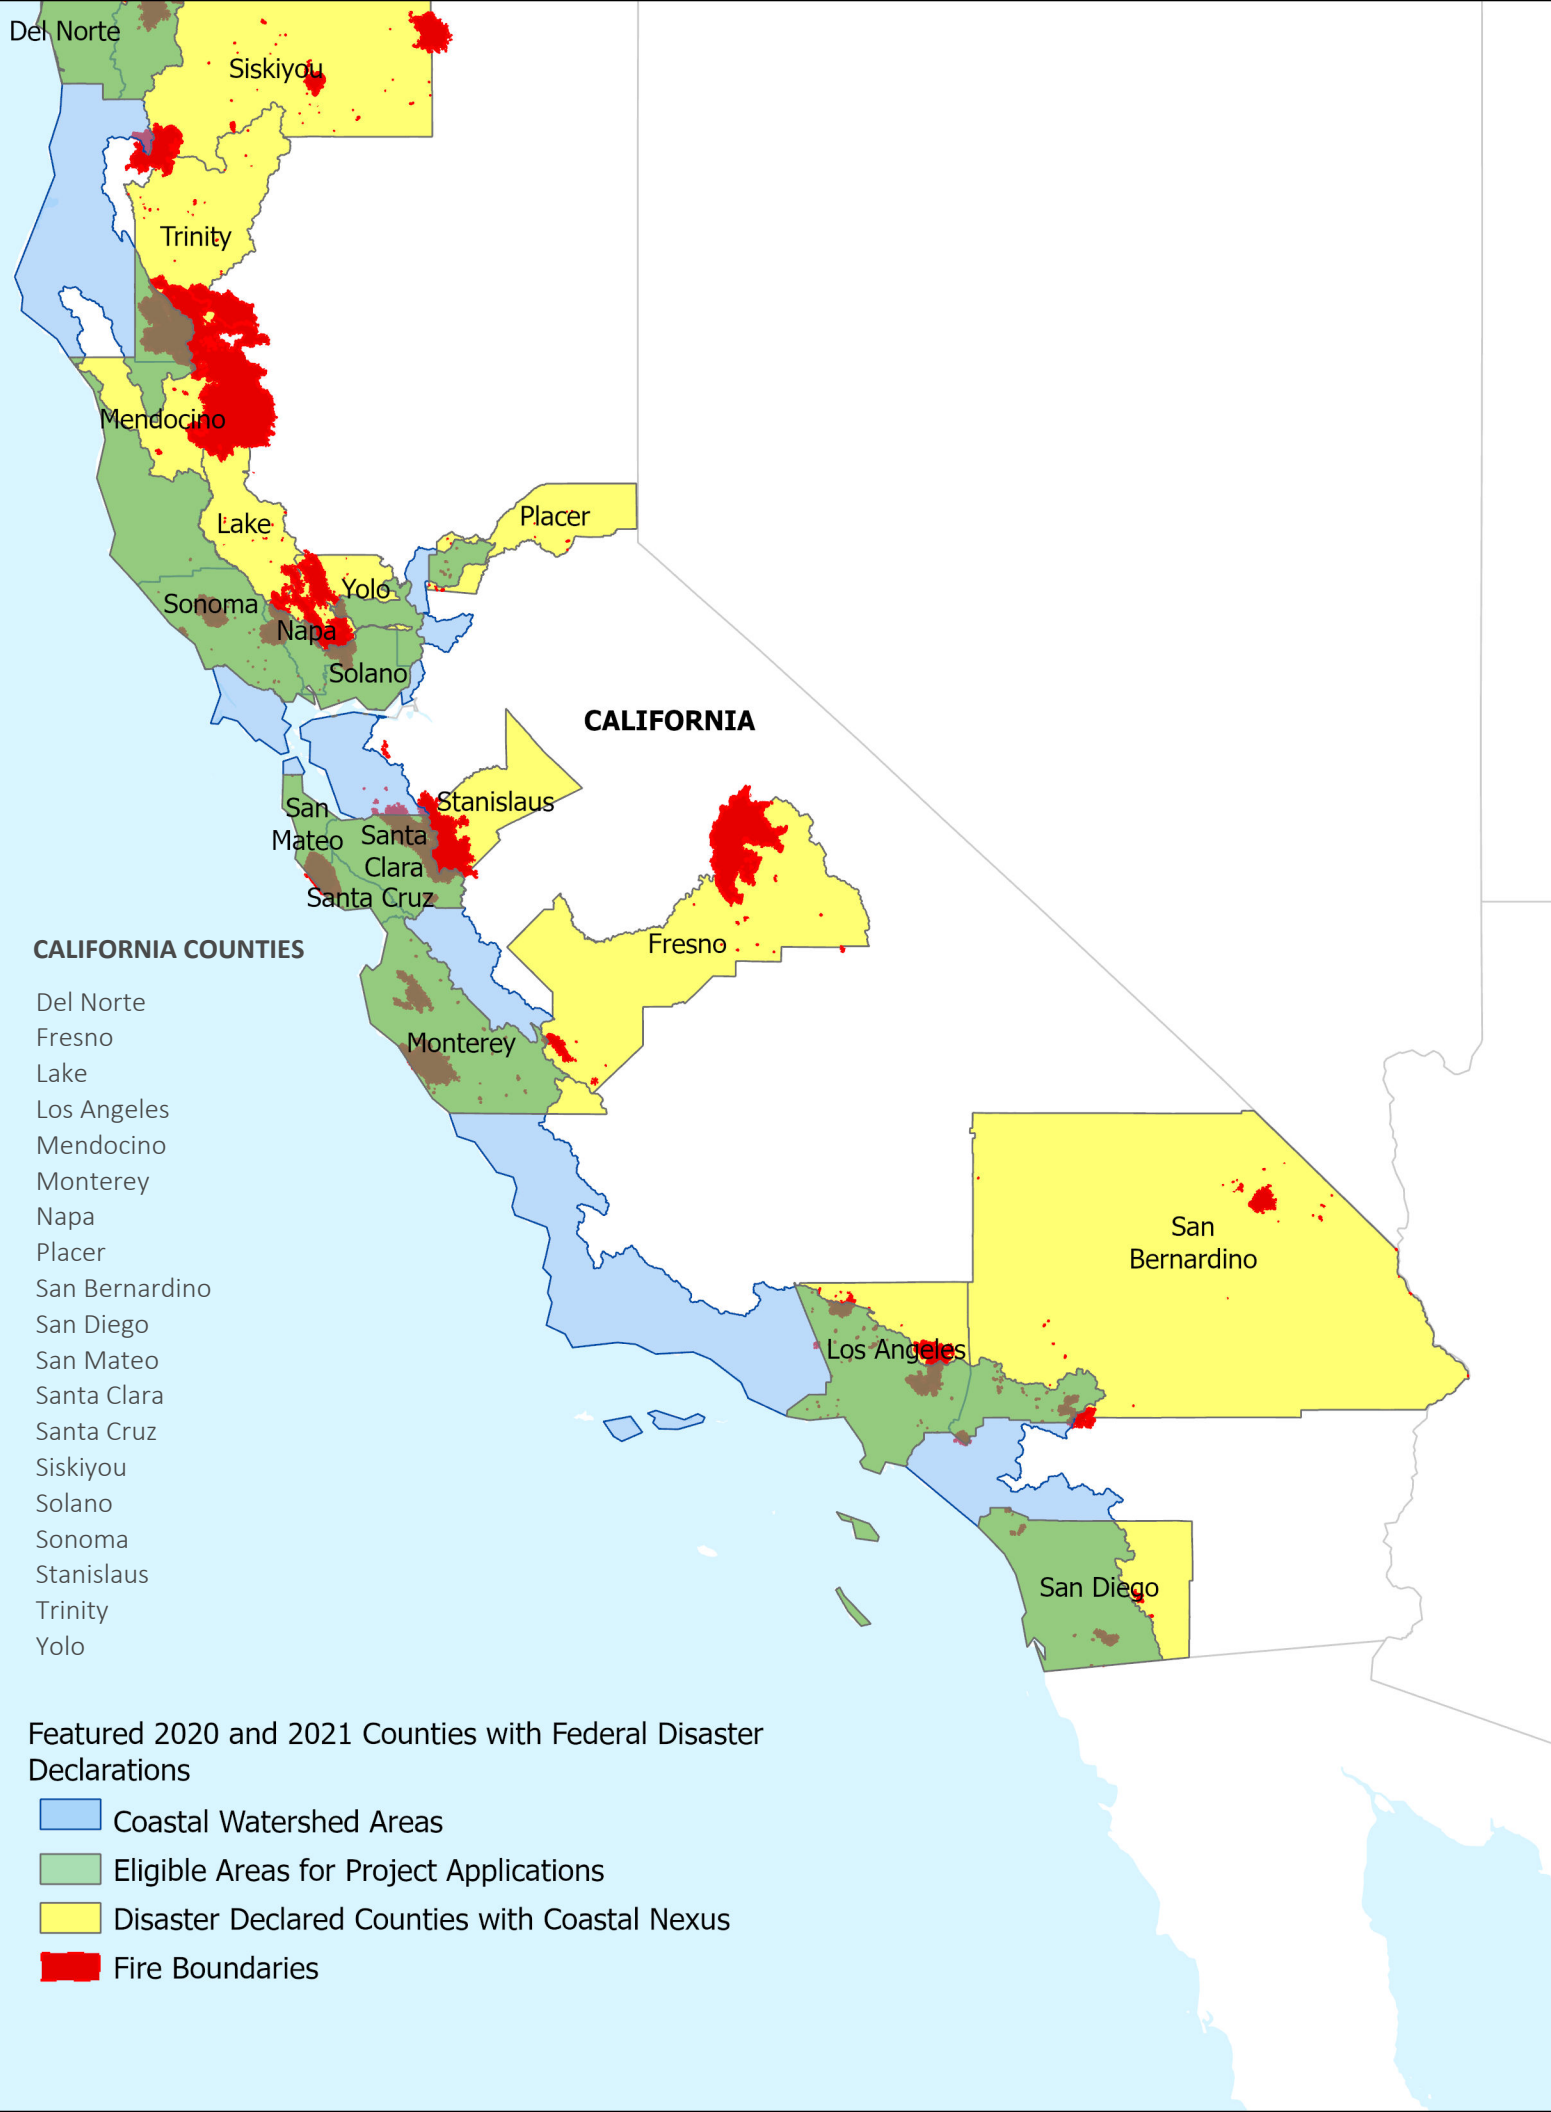 Del Norte
Siskiyou
Trinity
Mendocino
Lake
Placer
Yolo
Sonoma
Napa
Solano
CALIFORNIA
Stanislaus
San
Mateo
Santa
Clara
Santa Cruz
Fresno
Monterey
San
Bernardino
Los Angeles
San Diego
CALIFORNIA COUNTIES
Del Norte
Fresno
Lake
Los Angeles
Mendocino
Monterey
Napa
Placer
San Bernardino
San Diego
San Mateo
Santa Clara
Santa Cruz
Siskiyou
Solano
Sonoma
Stanislaus
Trinity
Yolo
Featured 2020 and 2021 Counties with Federal Disaster
Declarations
Coastal Watershed Areas
Eligible Areas for Project Applications
Disaster Declared Counties with Coastal Nexus
Fire Boundaries